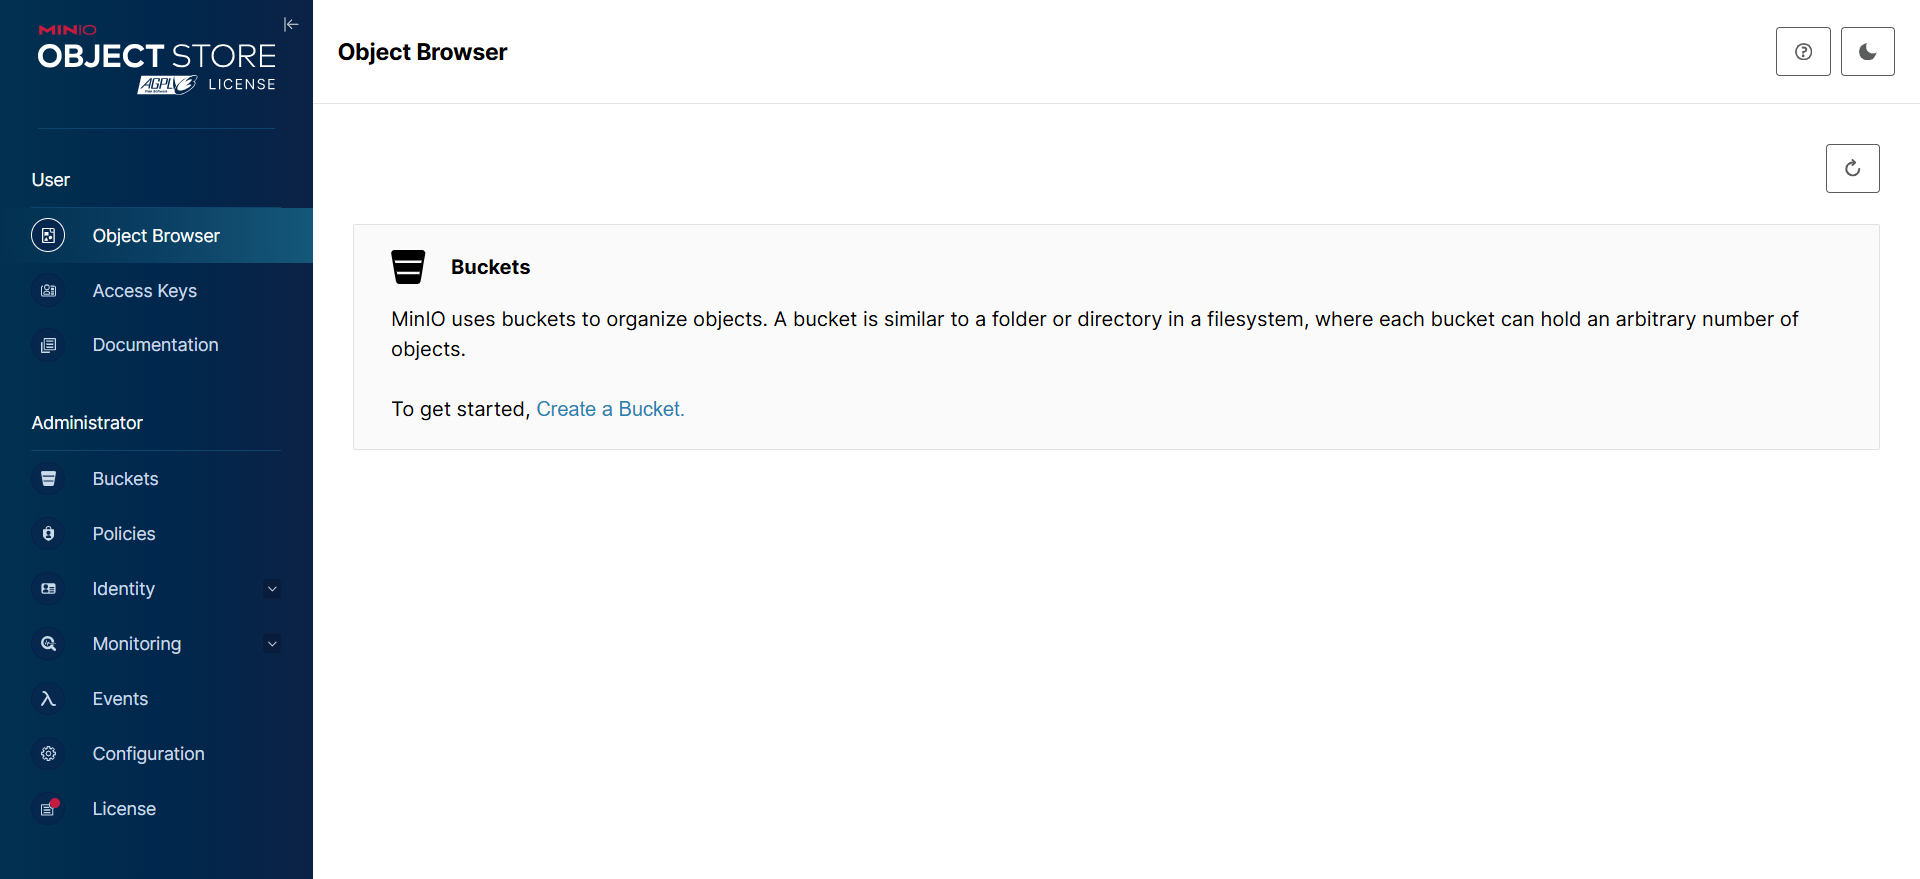 MINIO
OBJECT STORE
AGPLv3 LICENSE
User
Object Browser
Access Keys
Documentation
Administrator
Buckets
Policies
Identity
Monitoring
Events
Configuration
License
Object Browser
Buckets
MinIO uses buckets to organize objects. A bucket is similar to a folder or directory in a filesystem, where each bucket can hold an arbitrary number of
objects.
To get started, Create a Bucket.